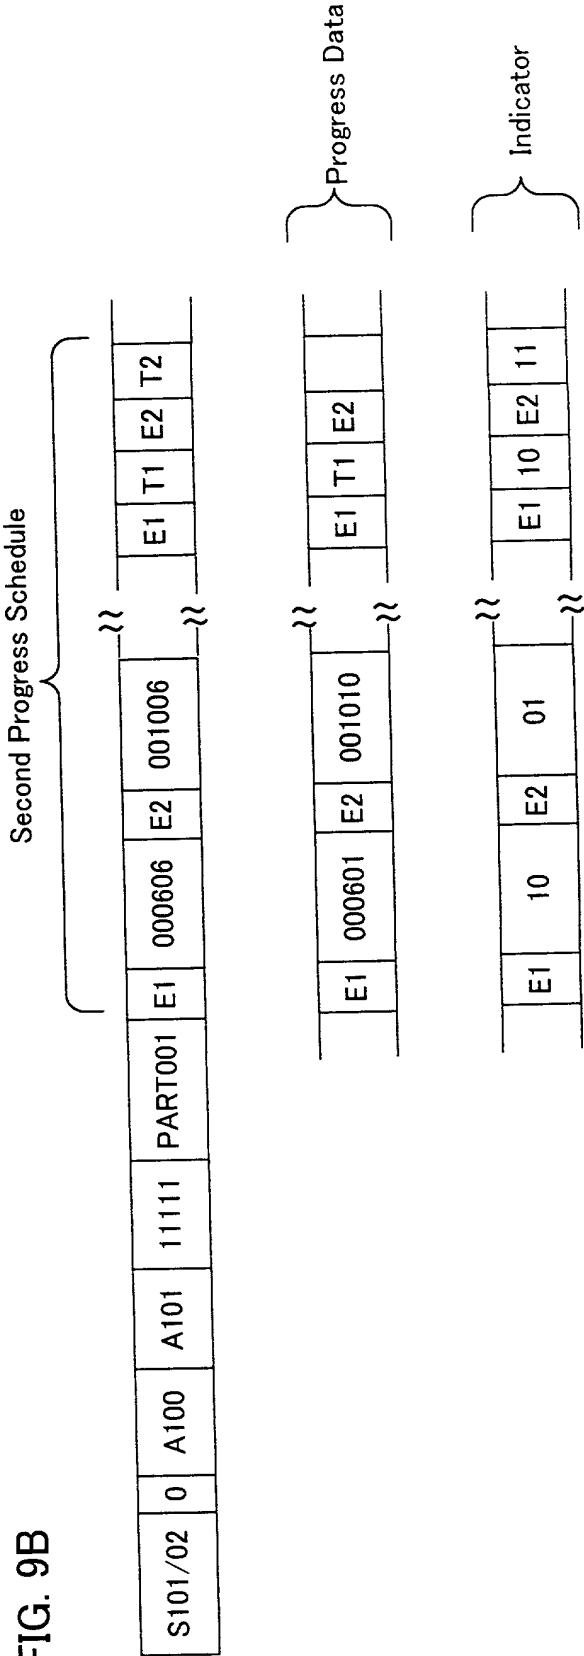 FIG. 9B
Second Progress Schedule
S101/02 0 A100 A101 11111 PART001 E1 000606 E2 001006 E1 T1 E2 T2
E1 000601 E2 001010 E1 T1 E2
Progress Data
E1 10 E2 01 E1 10 E2 11
Indicator